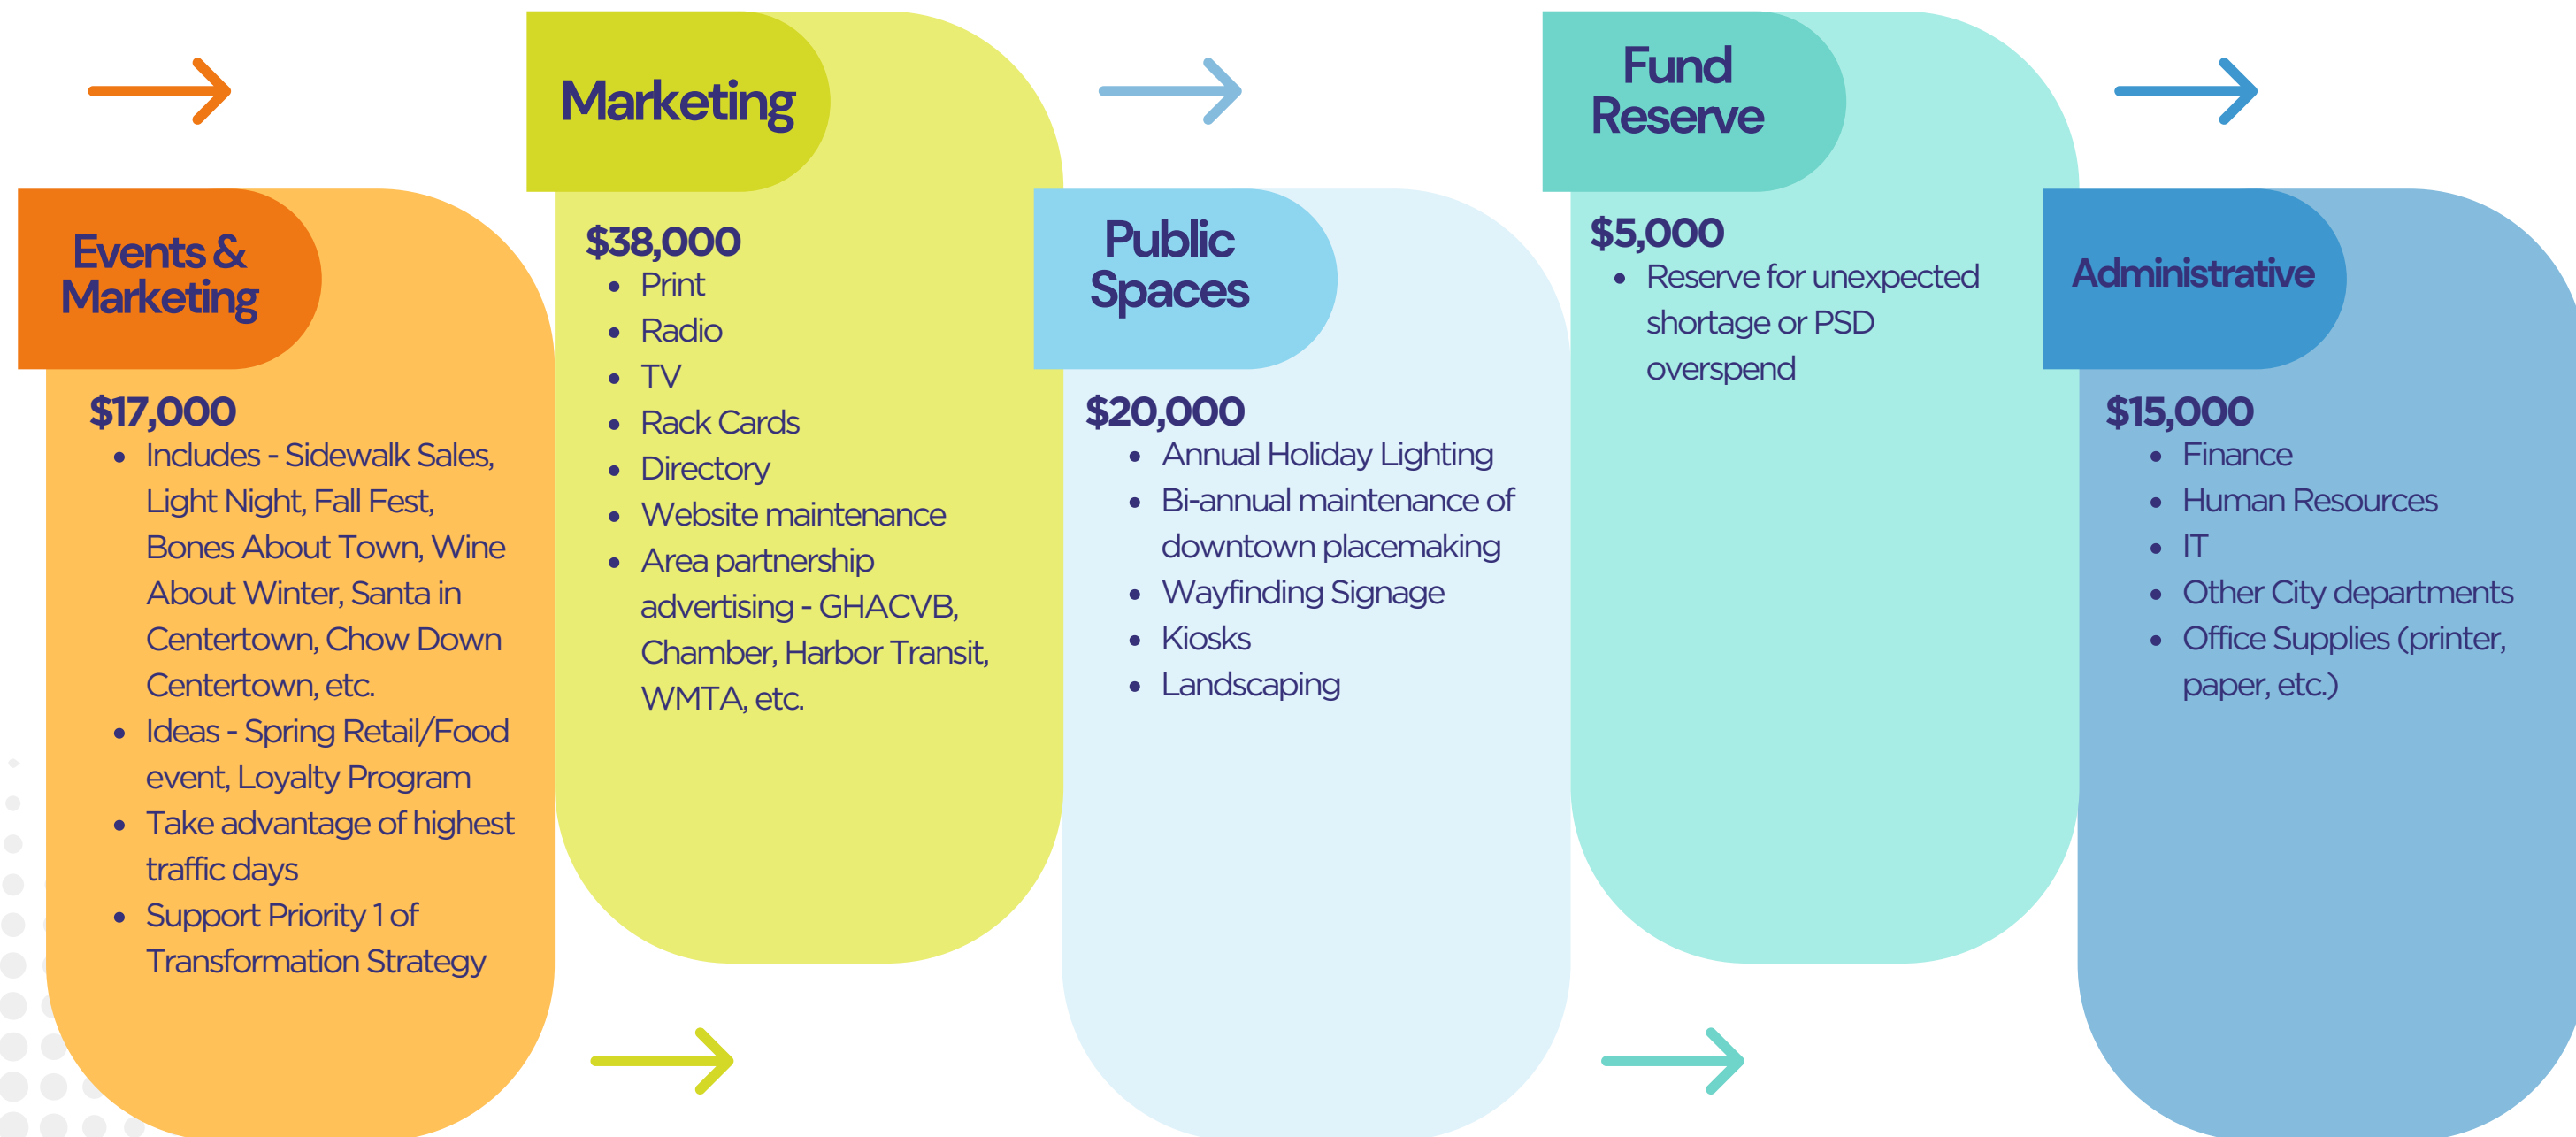 Events &
Marketing
$17,000
• Includes - Sidewalk Sales,
Light Night, Fall Fest,
Bones About Town, Wine
About Winter, Santa in
Centertown, Chow Down
Centertown, etc.
• Ideas - Spring Retail/Food
event, Loyalty Program
• Take advantage of highest
traffic days
• Support Priority 1 of
Transformation Strategy
Marketing
$38,000
• Print
• Radio
• TV
• Rack Cards
• Directory
• Website maintenance
• Area partnership
advertising - GHACVB,
Chamber, Harbor Transit,
WMTA, etc.
Public
Spaces
$20,000
• Annual Holiday Lighting
• Bi-annual maintenance of
downtown placemaking
• Wayfinding Signage
• Kiosks
• Landscaping
Fund
Reserve
$5,000
• Reserve for unexpected
shortage or PSD
overspend
Administrative
$15,000
• Finance
• Human Resources
• IT
• Other City departments
• Office Supplies (printer,
paper, etc.)